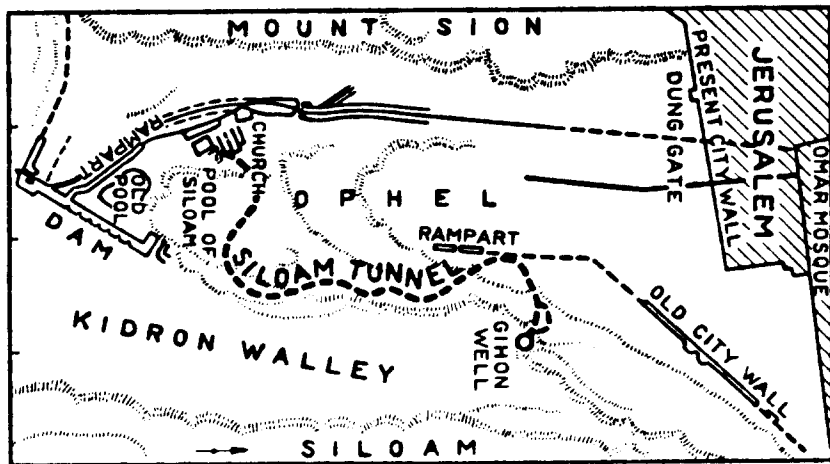 MOUNT SION
JERUSALEM
PRESENT CITY WALL
DUNG GATE
OMAR MOSQUE
RAMPART
CHURCH
POOL OF
SILOAM
OLD
POOL
DAM
OPHEL
RAMPART
SILOAM TUNNEL
GIHON
WELL
OLD CITY WALL
KIDRON WALLEY
SILOAM